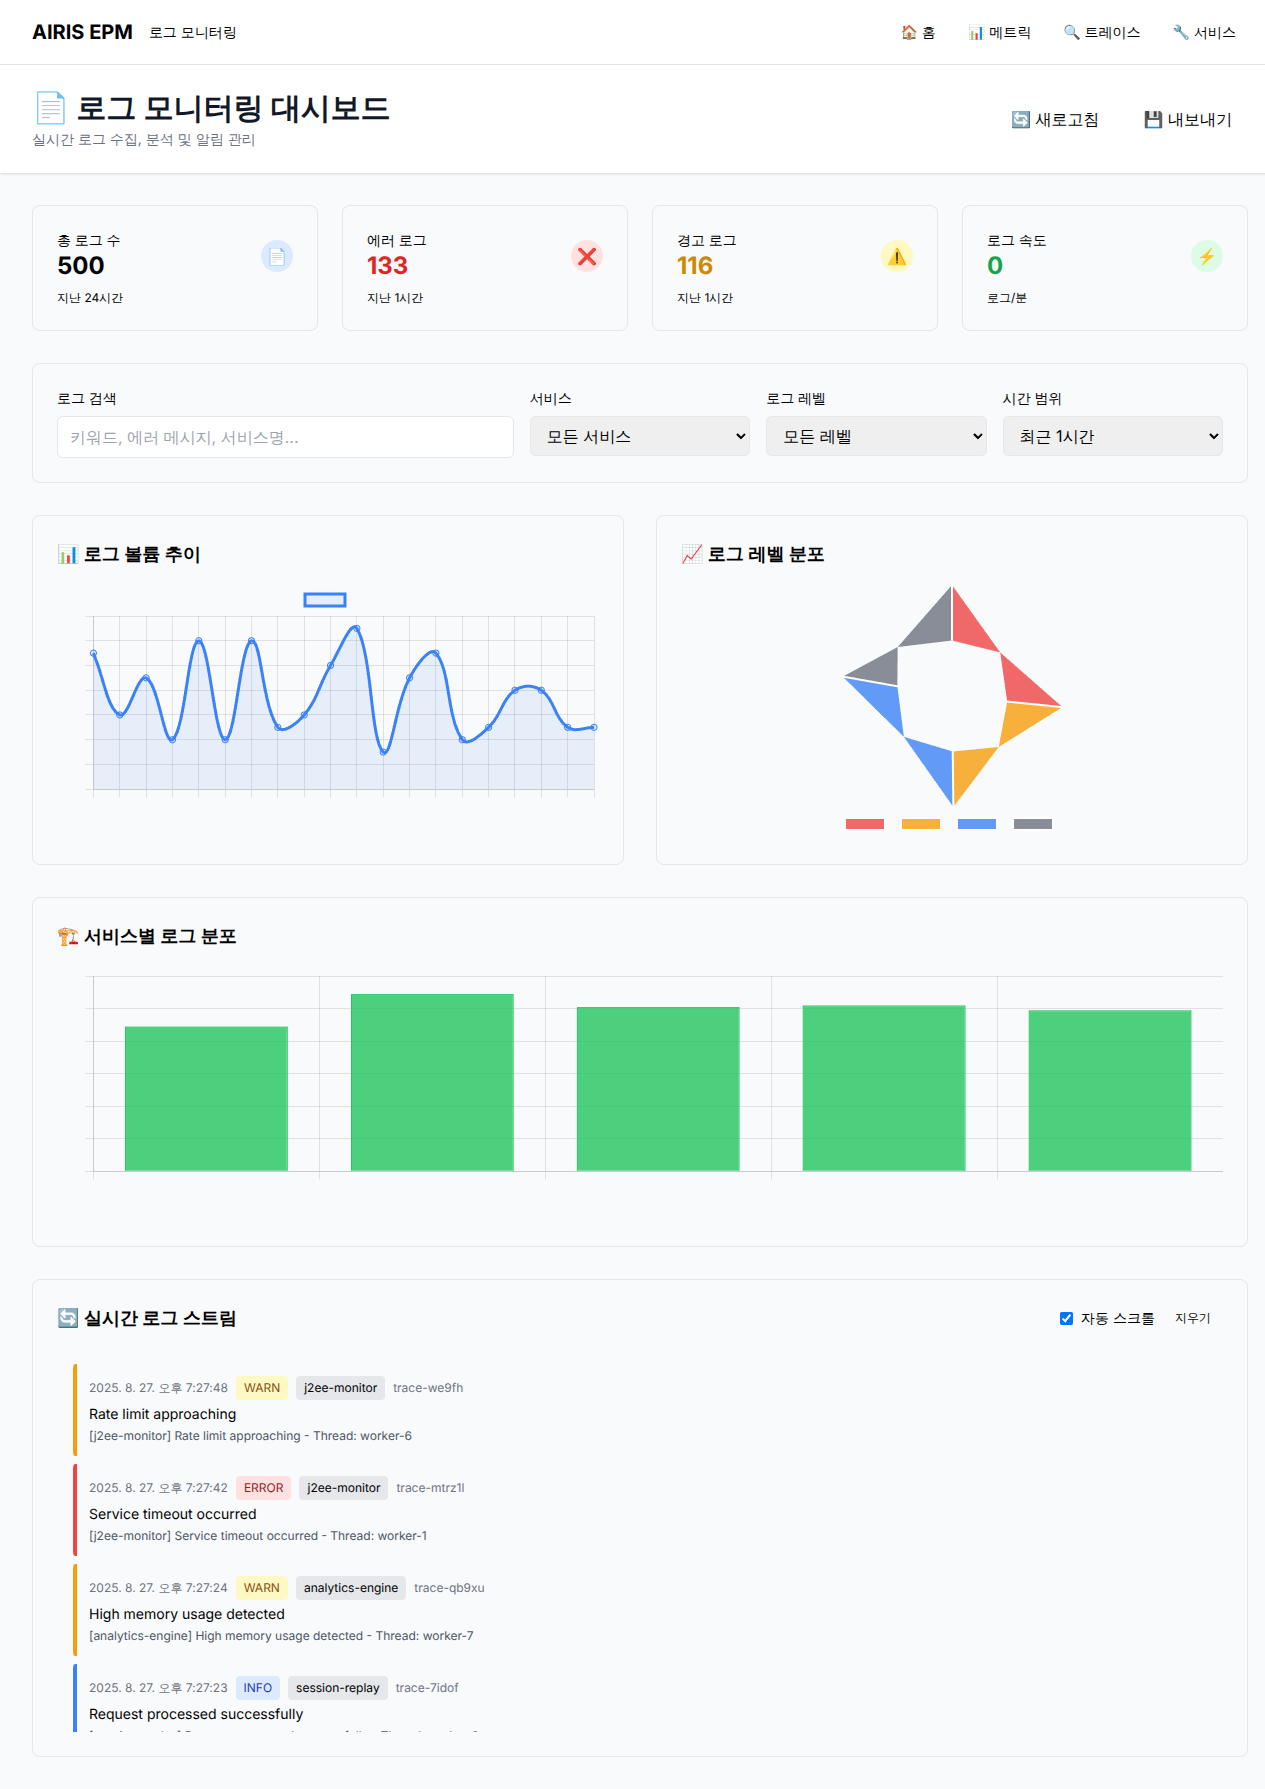 AIRIS EPM 로그 모니터링 🏠 홈 📊 메트릭 🔍 트레이스 🔧 서비스
📄 로그 모니터링 대시보드
실시간 로그 수집, 분석 및 알림 관리
🔄 새로고침 💾 내보내기
총 로그 수
500
지난 24시간
에러 로그
133
지난 1시간
경고 로그
116
지난 1시간
로그 속도
0
로그/분
로그 검색
키워드, 에러 메시지, 서비스명...
서비스
모든 서비스
로그 레벨
모든 레벨
시간 범위
최근 1시간
📊 로그 볼륨 추이
📈 로그 레벨 분포
🏗️ 서비스별 로그 분포
🔄 실시간 로그 스트림
자동 스크롤 지우기
2025. 8. 27. 오후 7:27:48 WARN j2ee-monitor trace-we9fh
Rate limit approaching
[j2ee-monitor] Rate limit approaching - Thread: worker-6
2025. 8. 27. 오후 7:27:42 ERROR j2ee-monitor trace-mtrz1l
Service timeout occurred
[j2ee-monitor] Service timeout occurred - Thread: worker-1
2025. 8. 27. 오후 7:27:24 WARN analytics-engine trace-qb9xu
High memory usage detected
[analytics-engine] High memory usage detected - Thread: worker-7
2025. 8. 27. 오후 7:27:23 INFO session-replay trace-7idof
Request processed successfully